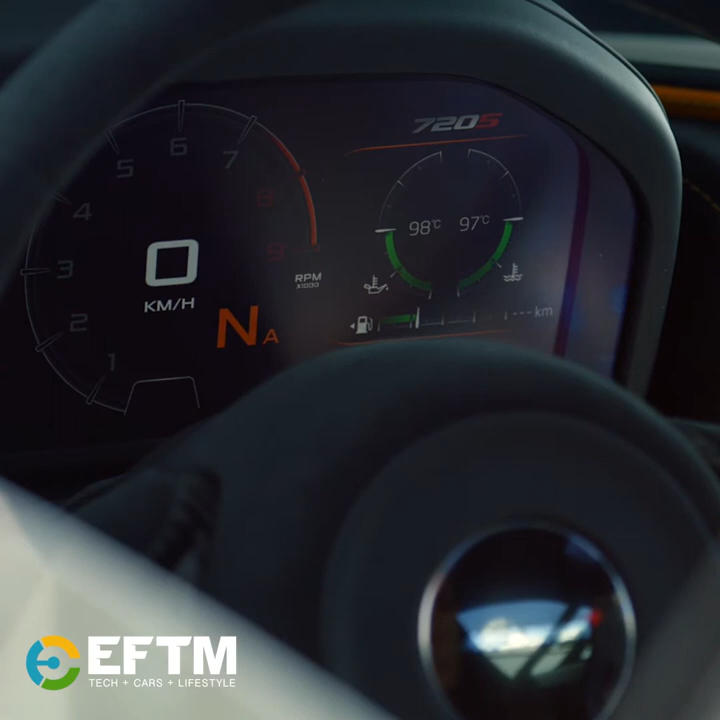 720S
5
6
7
4
8
98°C
97°C
3
0
9
RPM
X1000
KM/H
2
NA
--- km
1
EFTM
TECH + CARS + LIFESTYLE